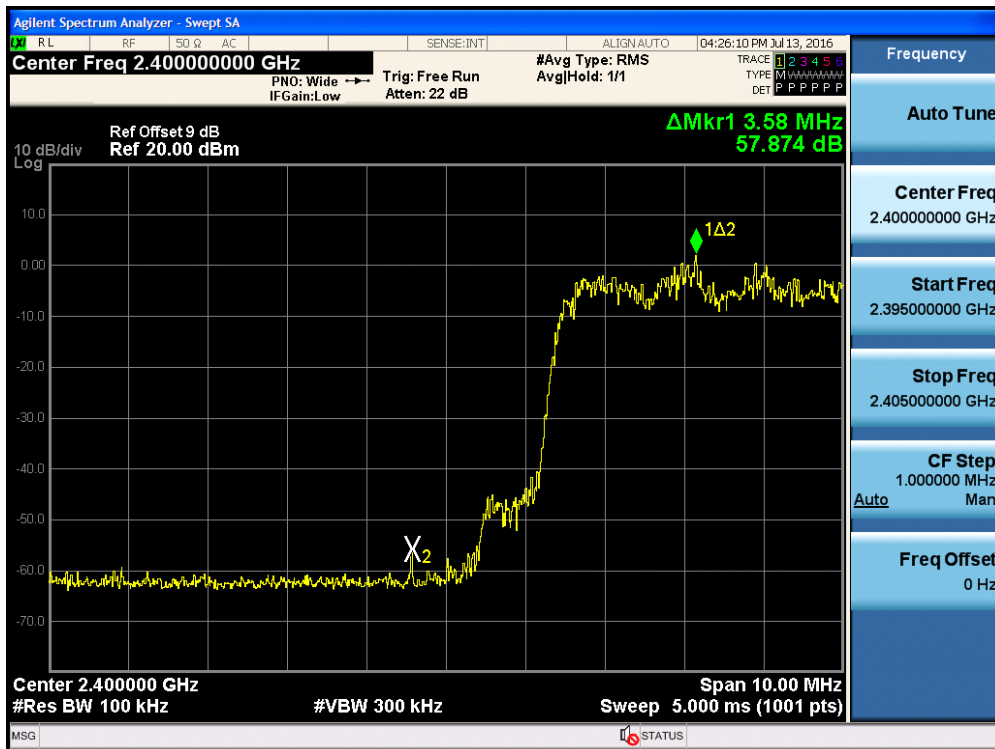 Agilent Spectrum Analyzer - Swept SA
LXI RL RF 50 Ω AC SENSE:INT ALIGN AUTO 04:26:10 PM Jul 13, 2016
Center Freq 2.400000000 GHz
PNO: Wide
IFGain:Low
Trig: Free Run
Atten: 22 dB
#Avg Type: RMS
Avg|Hold: 1/1
TRACE 1 2 3 4 5 6
TYPE M W W W W W
DET P P P P P P
ΔMkr1 3.58 MHz
57.874 dB
Ref Offset 9 dB
10 dB/div Ref 20.00 dBm
Log
10.0
0.00
-10.0
-20.0
-30.0
-40.0
-50.0
-60.0
-70.0
1Δ2
X2
Center 2.400000 GHz Span 10.00 MHz
#Res BW 100 kHz #VBW 300 kHz Sweep 5.000 ms (1001 pts)
MSG STATUS
Frequency
Auto Tune
Center Freq
2.400000000 GHz
Start Freq
2.395000000 GHz
Stop Freq
2.405000000 GHz
CF Step
1.000000 MHz
Auto Man
Freq Offset
0 Hz